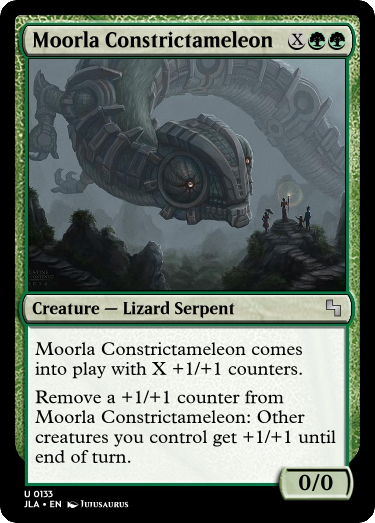 Moorla Constrictameleon X
Creature — Lizard Serpent
Moorla Constrictameleon comes
into play with X +1/+1 counters.
Remove a +1/+1 counter from
Moorla Constrictameleon: Other
creatures you control get +1/+1 until
end of turn.
0/0
U 0133
JLA • EN Jujusaurus